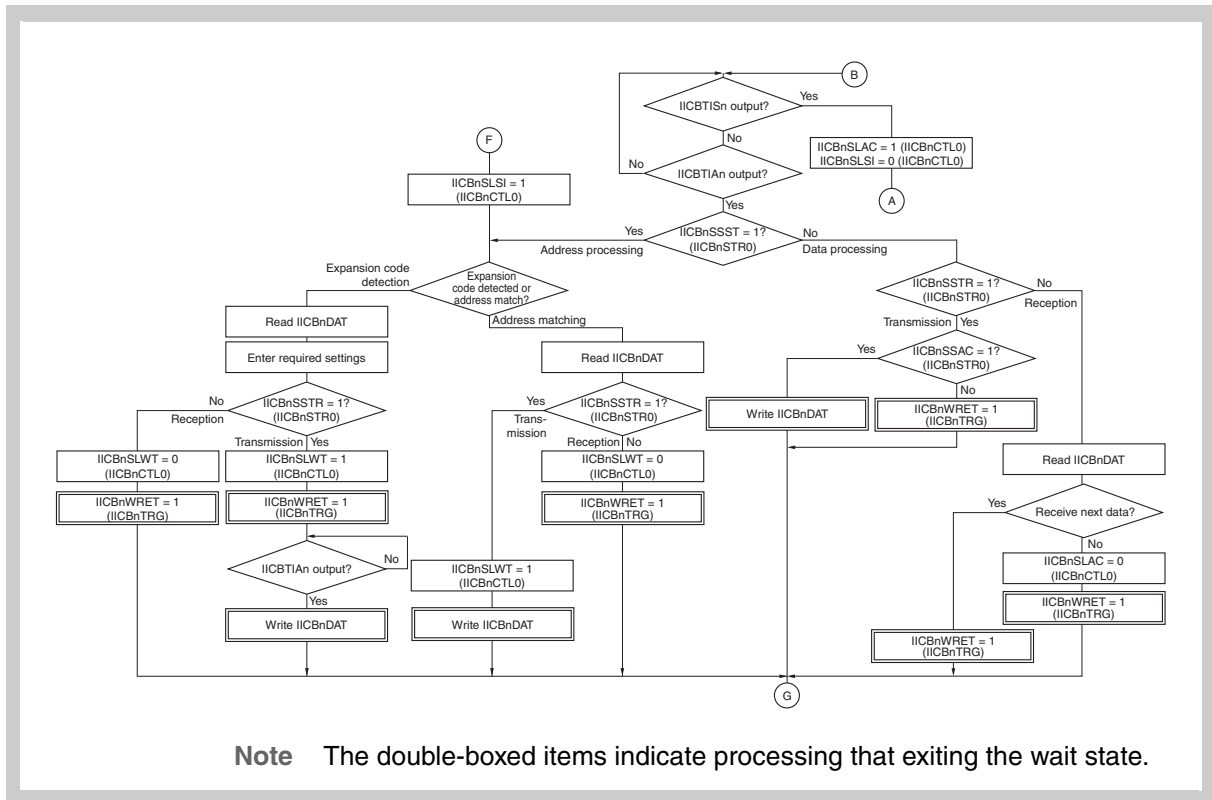 B
IICBTISn output?
Yes
No
IICBnSLAC = 1 (IICBnCTL0)
IICBnSLSI = 0 (IICBnCTL0)
A
F
IICBnSLSI = 1
(IICBnCTL0)
No
IICBTIAn output?
Yes
Yes
Address processing
IICBnSSST = 1?
(IICBnSTR0)
No
Data processing
Expansion code
detection
Expansion
code detected or
address match?
Address matching
IICBnSSTR = 1?
(IICBnSTR0)
No
Reception
Transmission
Yes
Read IICBnDAT
Enter required settings
Read IICBnDAT
Yes
IICBnSSAC = 1?
(IICBnSTR0)
No
No
Reception
IICBnSSTR = 1?
(IICBnSTR0)
Transmission
Yes
Yes
Trans-
mission
IICBnSSTR = 1?
(IICBnSTR0)
Reception
No
Write IICBnDAT
IICBnWRET = 1
(IICBnTRG)
IICBnSLWT = 0
(IICBnCTL0)
IICBnSLWT = 1
(IICBnCTL0)
IICBnSLWT = 0
(IICBnCTL0)
Read IICBnDAT
IICBnWRET = 1
(IICBnTRG)
IICBnWRET = 1
(IICBnTRG)
IICBnWRET = 1
(IICBnTRG)
Yes
Receive next data?
No
IICBTIAn output?
No
Yes
IICBnSLWT = 1
(IICBnCTL0)
IICBnSLAC = 0
(IICBnCTL0)
IICBnWRET = 1
(IICBnTRG)
Write IICBnDAT
Write IICBnDAT
IICBnWRET = 1
(IICBnTRG)
G
Note The double-boxed items indicate processing that exiting the wait state.